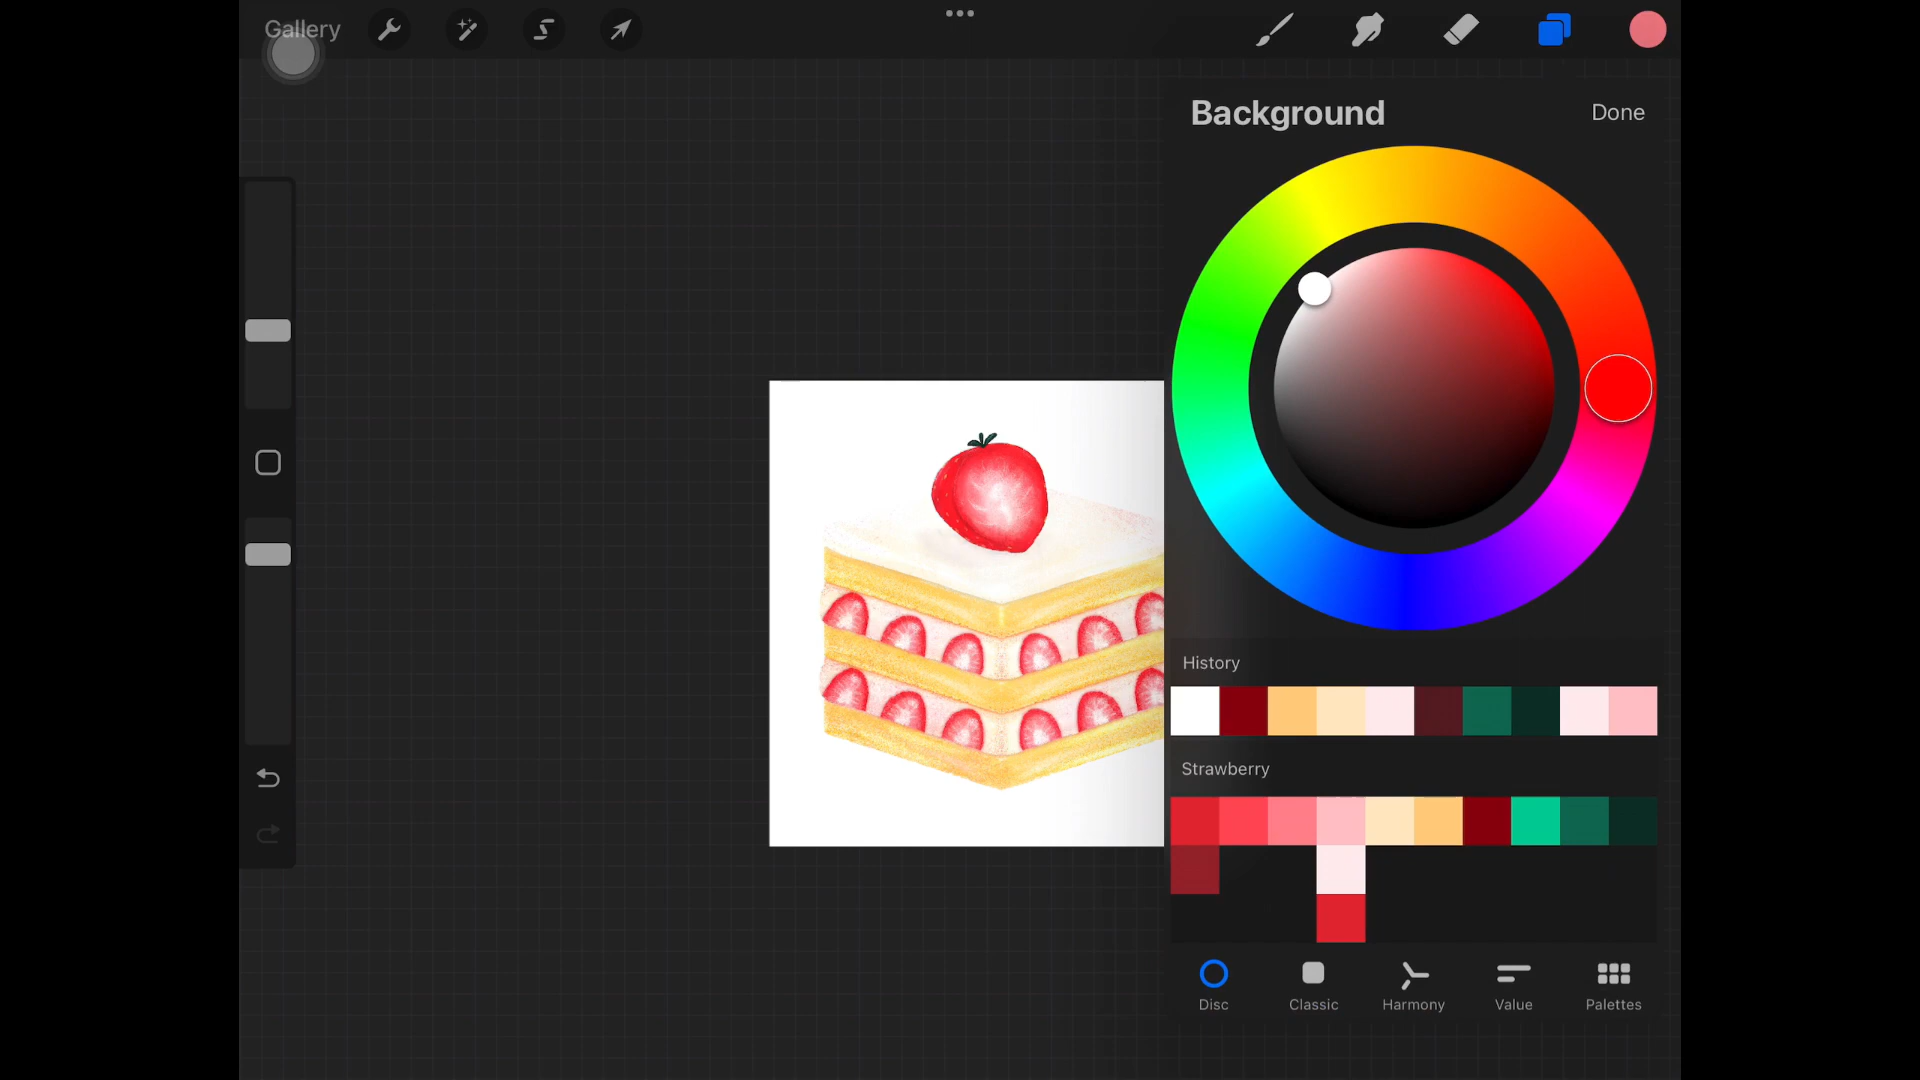 Gallery
Background
Done
History
Strawberry
Disc
Classic
Harmony
Value
Palettes